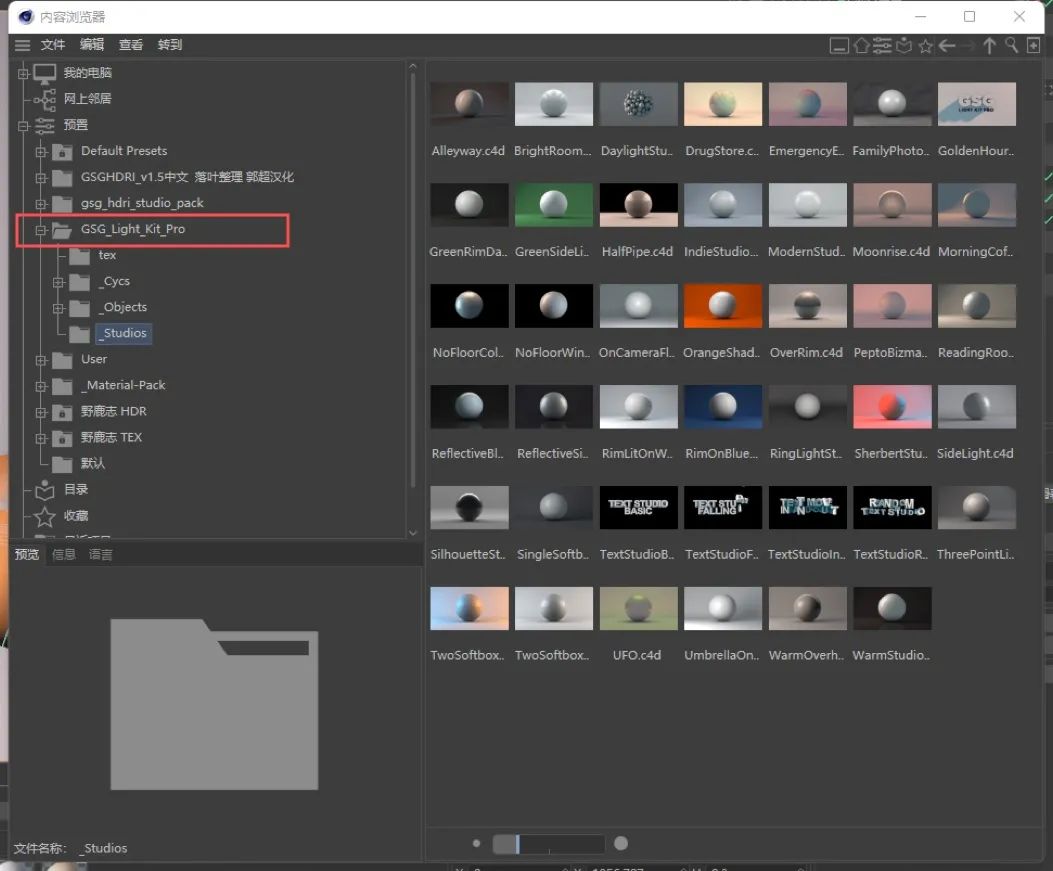 内容浏览器
文件 编辑 查看 转到
我的电脑
网上邻居
预置
Default Presets
GSGHDRI_v1.5中文 落叶整理 郭超汉化
gsg_hdri_studio_pack
GSG_Light_Kit_Pro
tex
_Cycs
_Objects
_Studios
User
_Material-Pack
野鹿志 HDR
野鹿志 TEX
默认
目录
收藏
预览 信息 语言
文件名称: _Studios
GSG
LIGHT KIT PRO
Alleyway.c4d BrightRoom... DaylightStu.. DrugStore.c.. EmergencyE.. FamilyPhoto.. GoldenHour..
GreenRimDa.. GreenSideLi.. HalfPipe.c4d IndieStudio... ModernStud.. Moonrise.c4d MorningCof..
NoFloorCol.. NoFloorWin.. OnCameraFl.. OrangeShad.. OverRim.c4d PeptoBizma.. ReadingRoo..
ReflectiveBl.. ReflectiveSi.. RimLitOnW.. RimOnBlue... RingLightSt.. SherbertStu.. SideLight.c4d
TEXT STUDIO BASIC
TEXT STU FALLING
RANDOM TEXT STUDIO
SilhouetteSt.. SingleSoftb.. TextStudioB.. TextStudioF.. TextStudioIn.. TextStudioR.. ThreePointLi..
TwoSoftbox.. TwoSoftbox.. UFO.c4d UmbrellaOn.. WarmOverh.. WarmStudio..